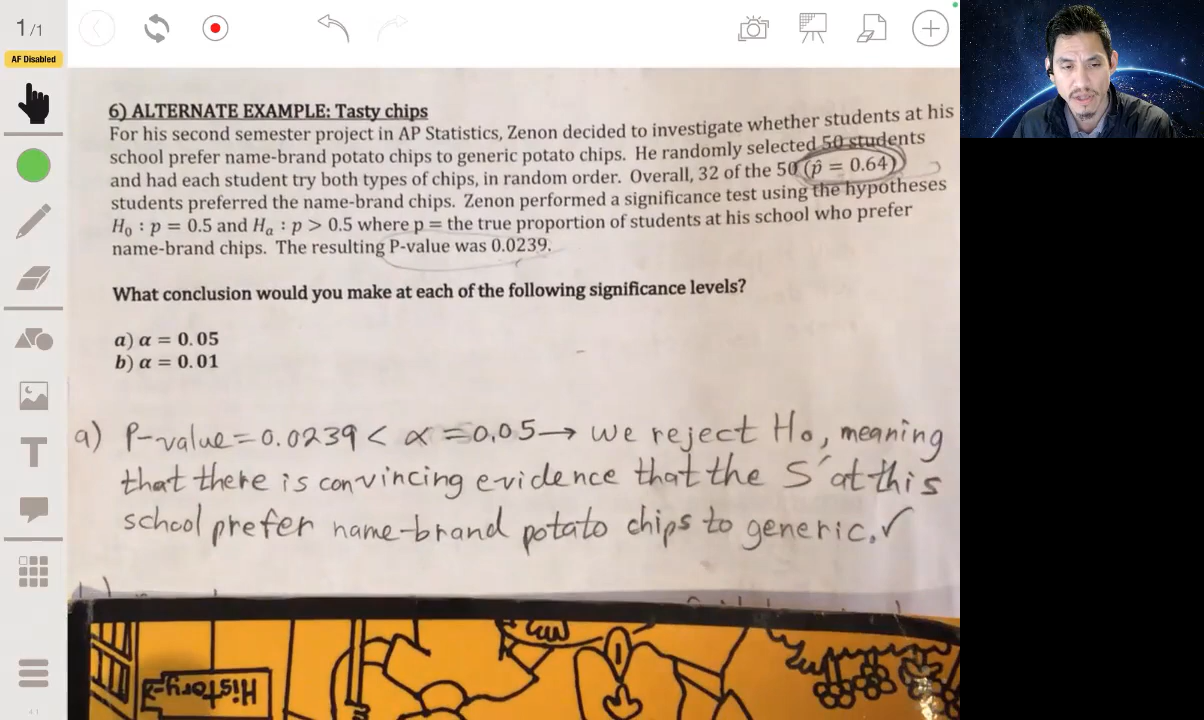 1/1
AF Disabled
6) ALTERNATE EXAMPLE: Tasty chips
For his second semester project in AP Statistics, Zenon decided to investigate whether students at his
school prefer name-brand potato chips to generic potato chips. He randomly selected 50 students
and had each student try both types of chips, in random order. Overall, 32 of the 50 (p̂ = 0.64)
students preferred the name-brand chips. Zenon performed a significance test using the hypotheses
H₀ : p = 0.5 and Hₐ : p > 0.5 where p = the true proportion of students at his school who prefer
name-brand chips. The resulting P-value was 0.0239.
What conclusion would you make at each of the following significance levels?
a) α = 0.05
b) α = 0.01
a) P-value = 0.0239 < α = 0.05 → we reject H₀, meaning
that there is convincing evidence that the S' at this
school prefer name-brand potato chips to generic. ✓
T